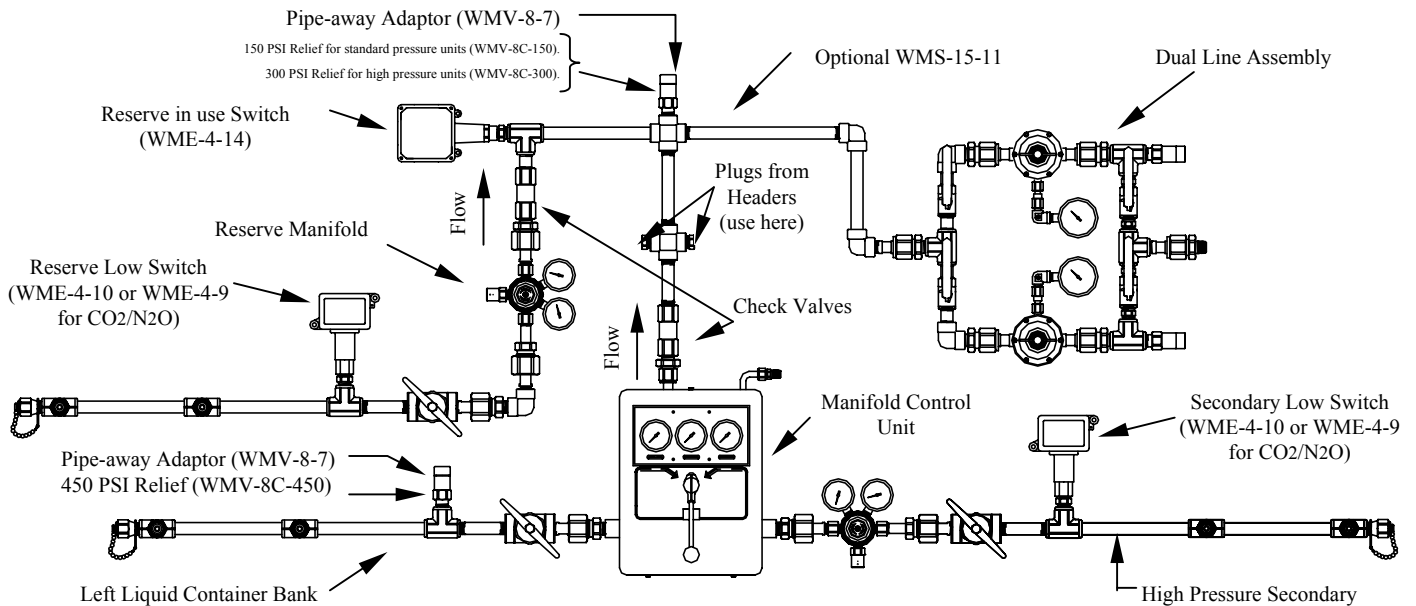 Pipe-away Adaptor (WMV-8-7)
150 PSI Relief for standard pressure units (WMV-8C-150).
300 PSI Relief for high pressure units (WMV-8C-300).
Optional WMS-15-11
Dual Line Assembly
Reserve in use Switch
(WME-4-14)
Plugs from
Headers
(use here)
Flow
Reserve Manifold
Reserve Low Switch
(WME-4-10 or WME-4-9
for CO2/N2O)
Check Valves
Flow
Manifold Control
Unit
Secondary Low Switch
(WME-4-10 or WME-4-9
for CO2/N2O)
Pipe-away Adaptor (WMV-8-7)
450 PSI Relief (WMV-8C-450)
Left Liquid Container Bank
High Pressure Secondary